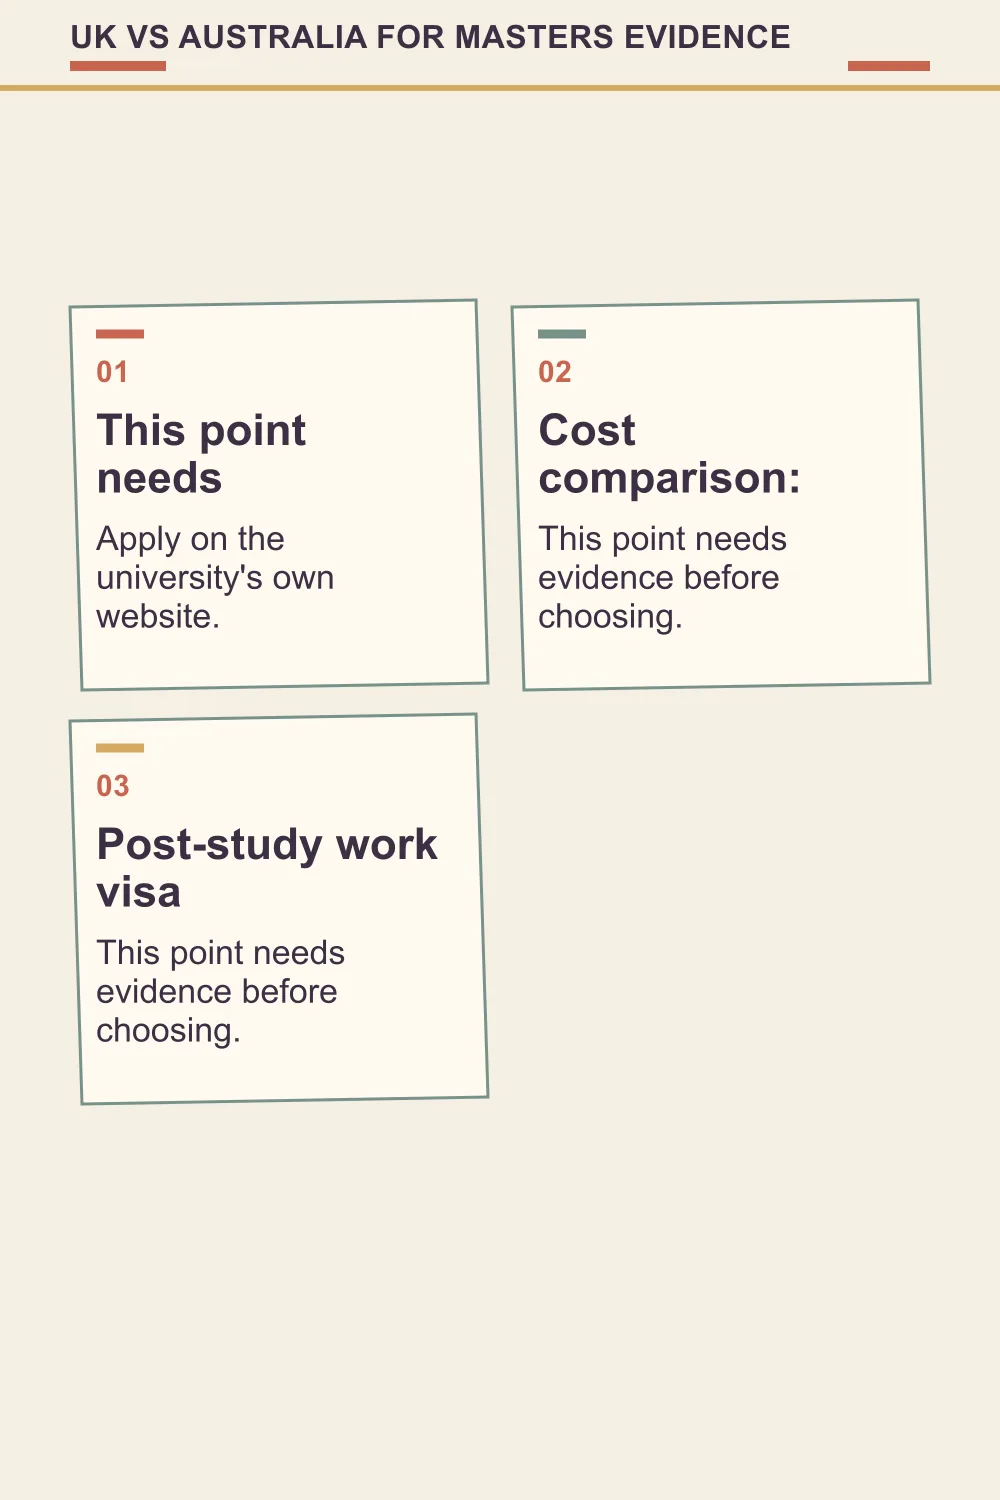 UK VS AUSTRALIA FOR MASTERS EVIDENCE
01
This point
needs
Apply on the
university's own
website.
02
Cost
comparison:
This point needs
evidence before
choosing.
03
Post-study work
visa
This point needs
evidence before
choosing.